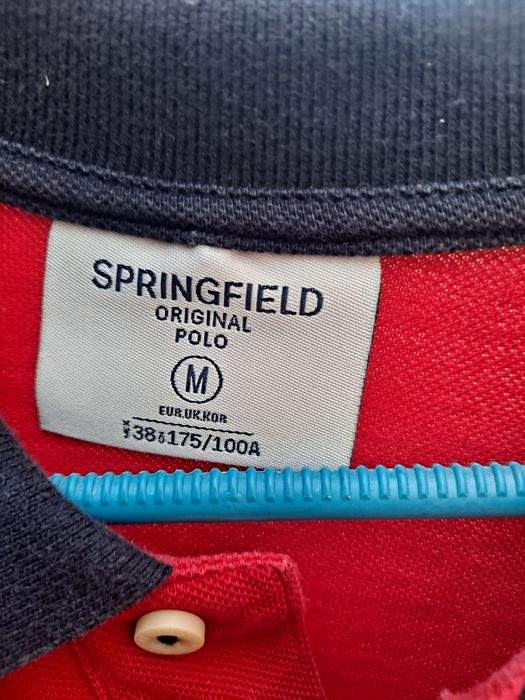 SPRINGFIELD
ORIGINAL
POLO
M
EUR.UK.KOR
38 175/100A